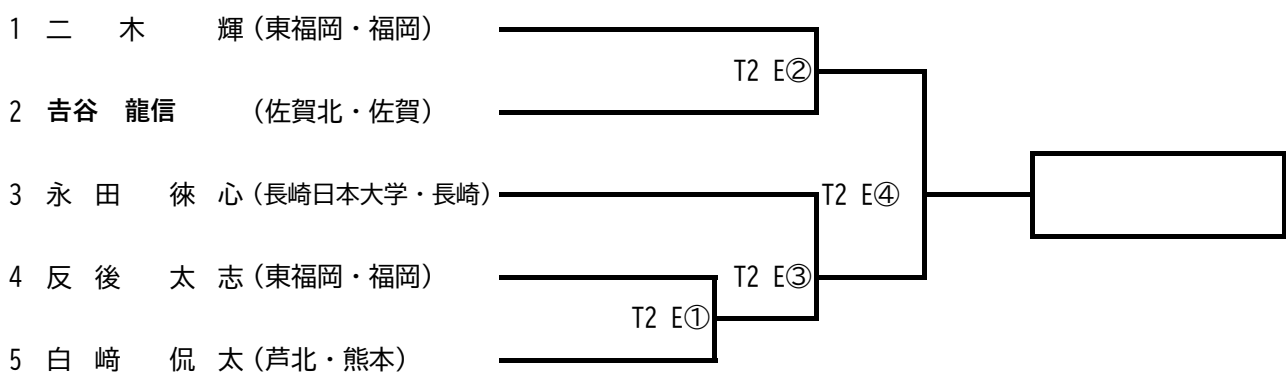 1 二 木 輝 (東福岡・福岡)
T2 E②
2 𠮷谷 龍信 (佐賀北・佐賀)
3 永 田 徠 心 (長崎日本大学・長崎)
T2 E④
4 反 後 太 志 (東福岡・福岡)
T2 E③
T2 E①
5 白 﨑 侃 太 (芦北・熊本)